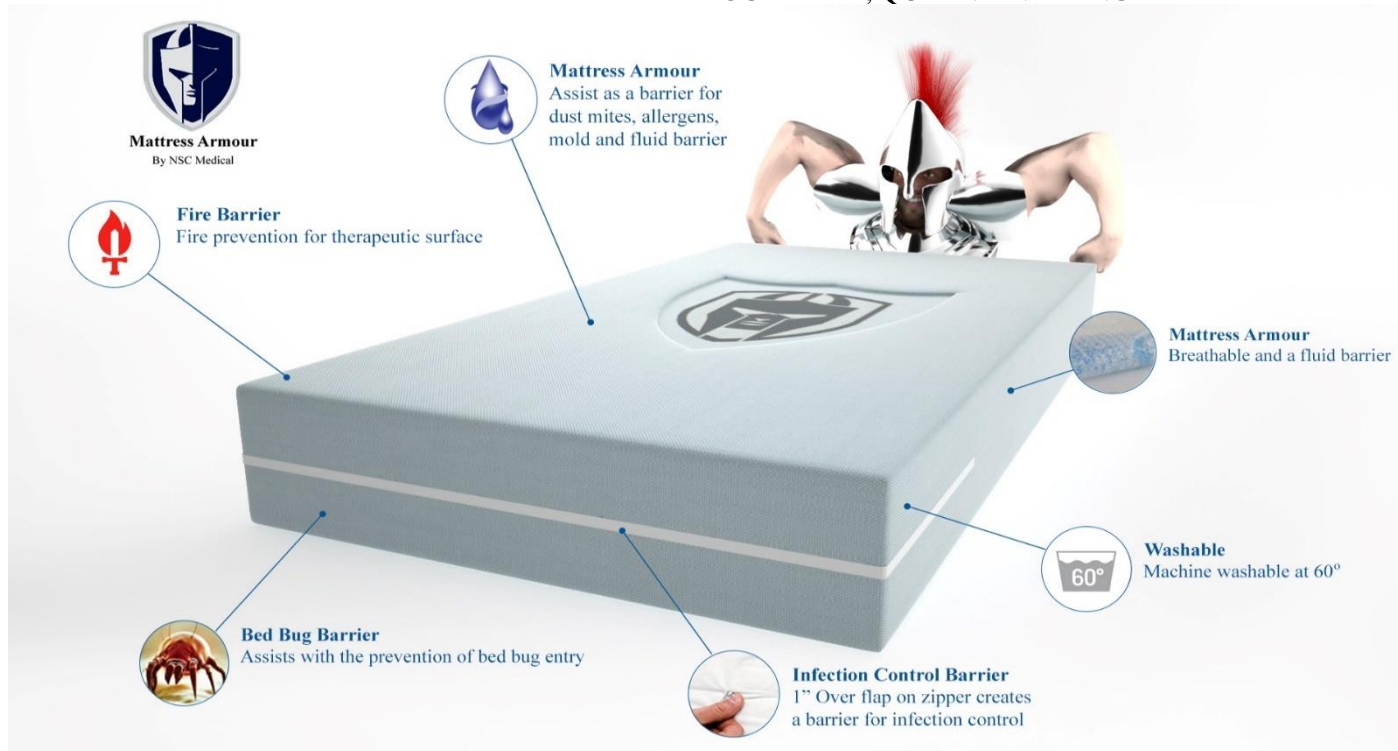 Mattress Armour
By NSC Medical
Mattress Armour
Assist as a barrier for
dust mites, allergens,
mold and fluid barrier
Fire Barrier
Fire prevention for therapeutic surface
Mattress Armour
Breathable and a fluid barrier
60°
Washable
Machine washable at 60°
Bed Bug Barrier
Assists with the prevention of bed bug entry
Infection Control Barrier
1” Over flap on zipper creates
a barrier for infection control